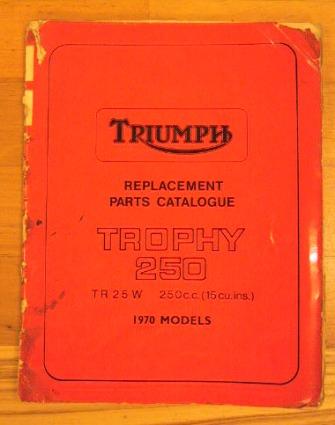 TRIUMPH
REPLACEMENT
PARTS CATALOGUE
TROPHY
250
TR25W 250c.c.(15cu.ins.)
1970 MODELS